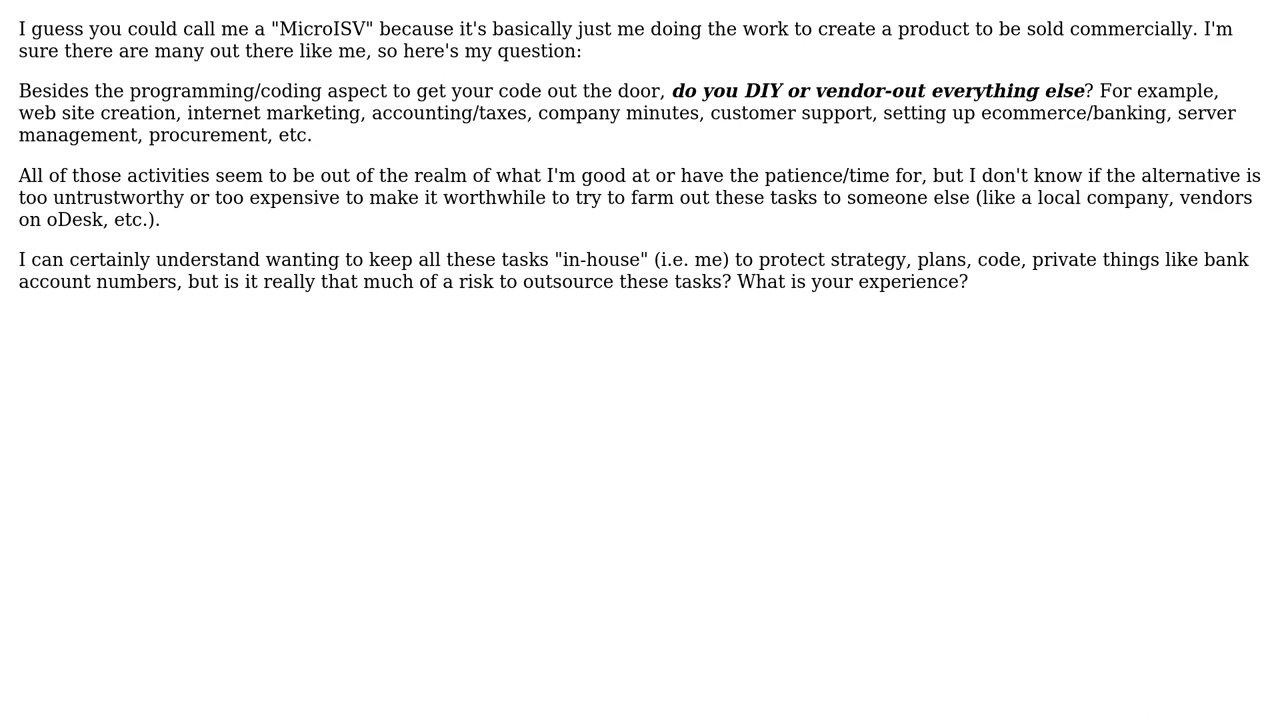 I guess you could call me a "MicroISV" because it's basically just me doing the work to create a product to be sold commercially. I'm
sure there are many out there like me, so here's my question:
Besides the programming/coding aspect to get your code out the door, do you DIY or vendor-out everything else? For example,
web site creation, internet marketing, accounting/taxes, company minutes, customer support, setting up ecommerce/banking, server
management, procurement, etc.
All of those activities seem to be out of the realm of what I'm good at or have the patience/time for, but I don't know if the alternative is
too untrustworthy or too expensive to make it worthwhile to try to farm out these tasks to someone else (like a local company, vendors
on oDesk, etc.).
I can certainly understand wanting to keep all these tasks "in-house" (i.e. me) to protect strategy, plans, code, private things like bank
account numbers, but is it really that much of a risk to outsource these tasks? What is your experience?